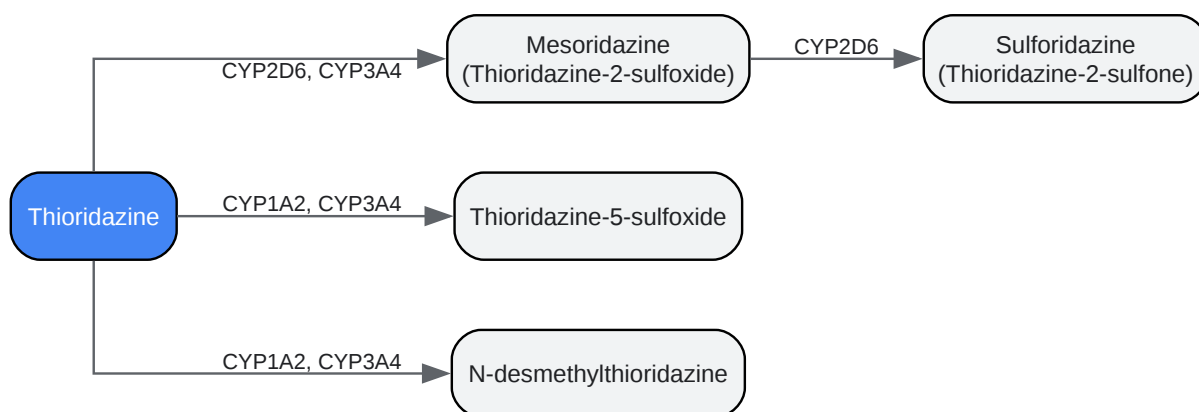 Mesoridazine
(Thioridazine-2-sulfoxide)
CYP2D6
Sulforidazine
(Thioridazine-2-sulfone)
CYP2D6, CYP3A4
Thioridazine
CYP1A2, CYP3A4
Thioridazine-5-sulfoxide
CYP1A2, CYP3A4
N-desmethylthioridazine